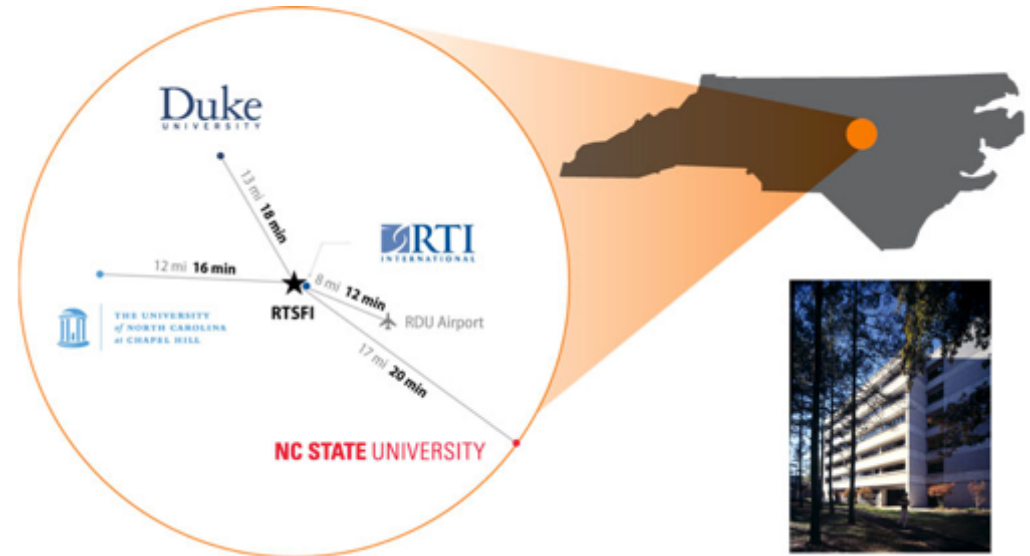 Duke
UNIVERSITY
13 mi 18 min
RTI
INTERNATIONAL
12 mi 16 min
8 mi 12 min
RTSFI
RDU Airport
THE UNIVERSITY
of NORTH CAROLINA
at CHAPEL HILL
17 mi 20 min
NC STATE UNIVERSITY